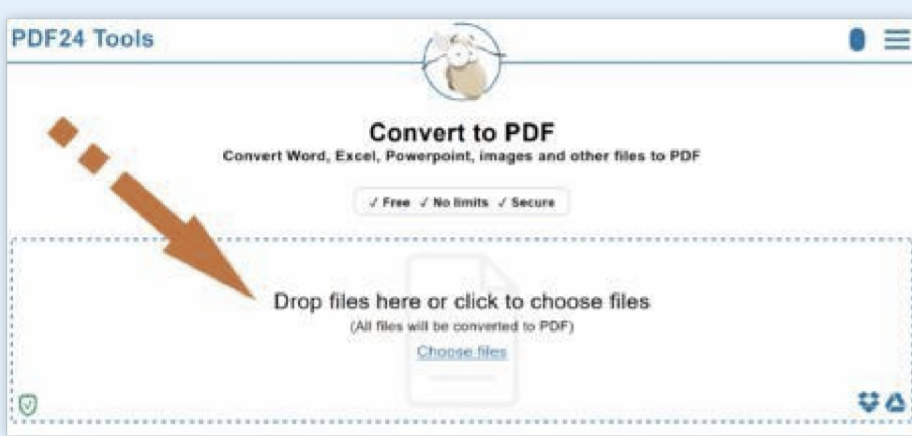 PDF24 Tools
Convert to PDF
Convert Word, Excel, Powerpoint, images and other files to PDF
✓ Free ✓ No limits ✓ Secure
Drop files here or click to choose files
(All files will be converted to PDF)
Choose files